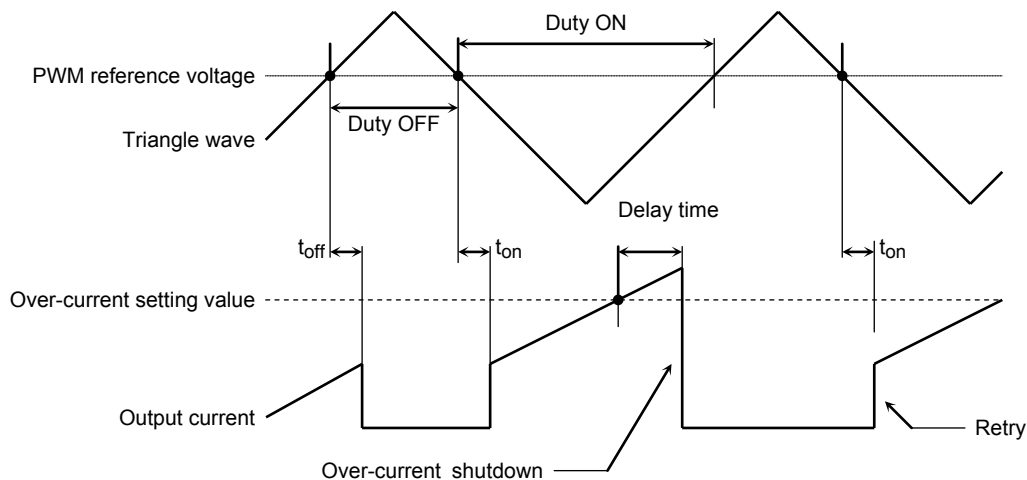 Duty ON
PWM reference voltage
Duty OFF
Triangle wave
Delay time
toff
ton
ton
Over-current setting value
Output current
Retry
Over-current shutdown